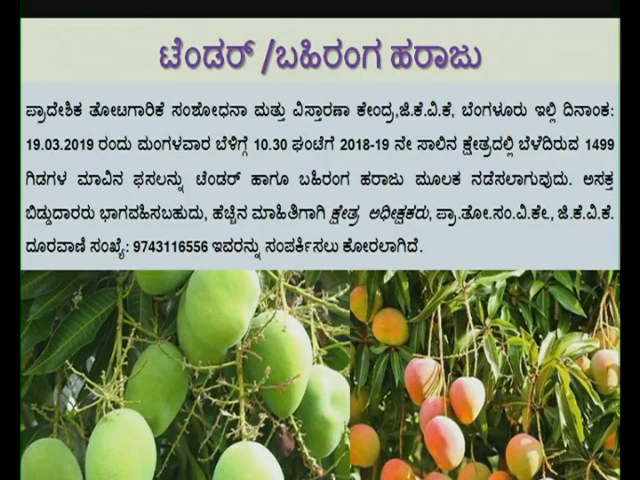 ಟೆಂಡರ್ /ಬಹಿರಂಗ ಹರಾಜು
ಪ್ರಾದೇಶಿಕ ತೋಟಗಾರಿಕೆ ಸಂಶೋಧನಾ ಮತ್ತು ವಿಸ್ತಾರಣಾ ಕೇಂದ್ರ,ಜಿ.ಕೆ.ವಿ.ಕೆ, ಬೆಂಗಳೂರು ಇಲ್ಲಿ ದಿನಾಂಕ:
19.03.2019 ರಂದು ಮಂಗಳವಾರ ಬೆಳಿಗ್ಗೆ 10.30 ಘಂಟೆಗೆ 2018-19 ನೇ ಸಾಲಿನ ಕ್ಷೇತ್ರದಲ್ಲಿ ಬೆಳೆದಿರುವ 1499
ಗಿಡಗಳ ಮಾವಿನ ಫಸಲನ್ನು ಟೆಂಡರ್ ಹಾಗೂ ಬಹಿರಂಗ ಹರಾಜು ಮೂಲಕ ನಡೆಸಲಾಗುವುದು. ಅಸಕ್ತ
ಬಿಡ್ಡುದಾರರು ಭಾಗವಹಿಸಬಹುದು, ಹೆಚ್ಚಿನ ಮಾಹಿತಿಗಾಗಿ ಕ್ಷೇತ್ರ ಅಧೀಕ್ಷಕರು, ಪ್ರಾ.ತೋ.ಸಂ.ವಿ.ಕೇ., ಜಿ.ಕೆ.ವಿ.ಕೆ.
ದೂರವಾಣಿ ಸಂಖ್ಯೆ: 9743116556 ಇವರನ್ನು ಸಂಪರ್ಕಿಸಲು ಕೋರಲಾಗಿದೆ.